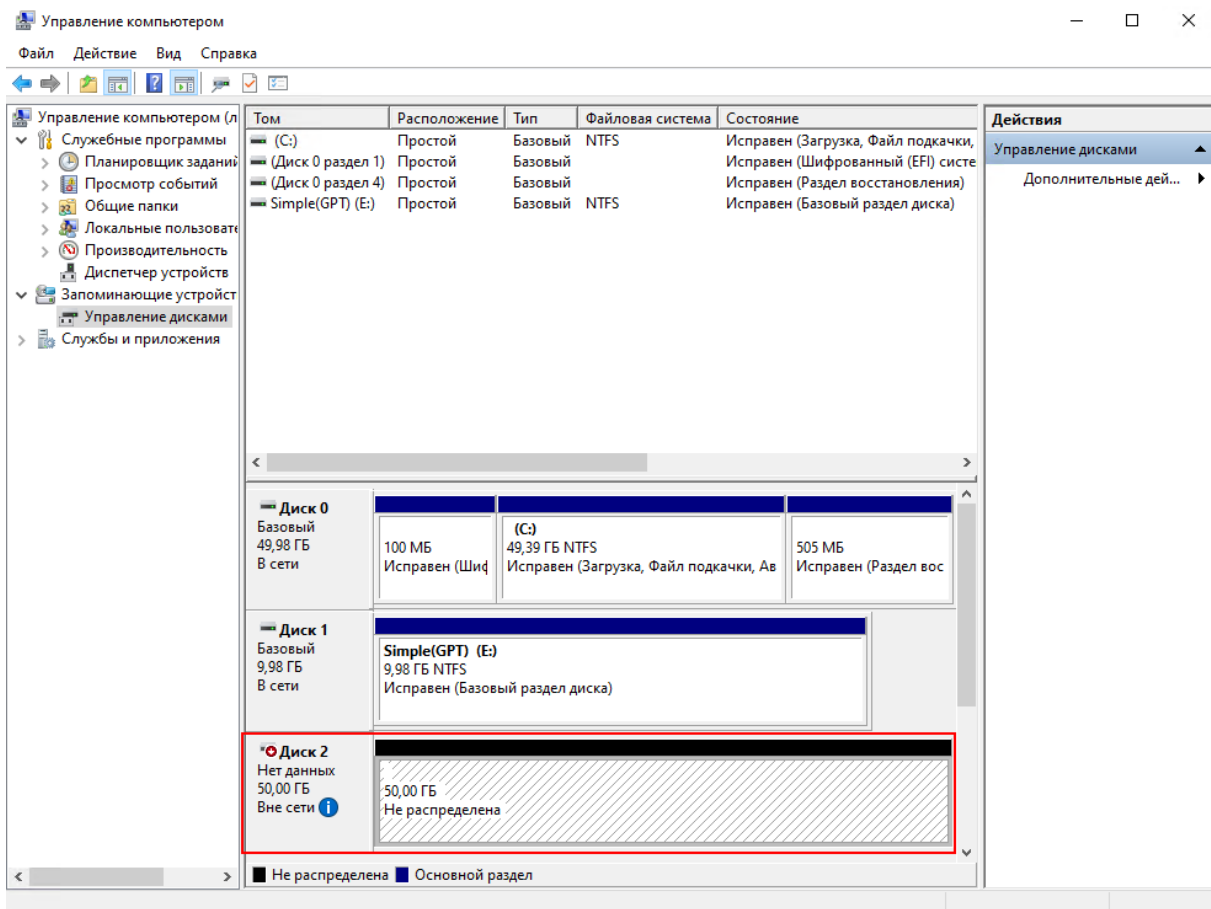 Управление компьютером
Файл Действие Вид Справка
Управление компьютером (л
Служебные программы
Планировщик заданий
Просмотр событий
Общие папки
Локальные пользовате
Производительность
Диспетчер устройств
Запоминающие устройст
Управление дисками
Службы и приложения
Том Расположение Тип Файловая система Состояние
(C:) Простой Базовый NTFS Исправен (Загрузка, Файл подкачки,
(Диск 0 раздел 1) Простой Базовый Исправен (Шифрованный (EFI) систе
(Диск 0 раздел 4) Простой Базовый Исправен (Раздел восстановления)
Simple(GPT) (E:) Простой Базовый NTFS Исправен (Базовый раздел диска)
Диск 0
Базовый
49,98 ГБ
В сети
100 МБ
Исправен (Шиф
(C:)
49,39 ГБ NTFS
Исправен (Загрузка, Файл подкачки, Ав
505 МБ
Исправен (Раздел вос
Диск 1
Базовый
9,98 ГБ
В сети
Simple(GPT) (E:)
9,98 ГБ NTFS
Исправен (Базовый раздел диска)
Диск 2
Нет данных
50,00 ГБ
Вне сети
50,00 ГБ
Не распределена
Не распределена Основной раздел
Действия
Управление дисками
Дополнительные дей...